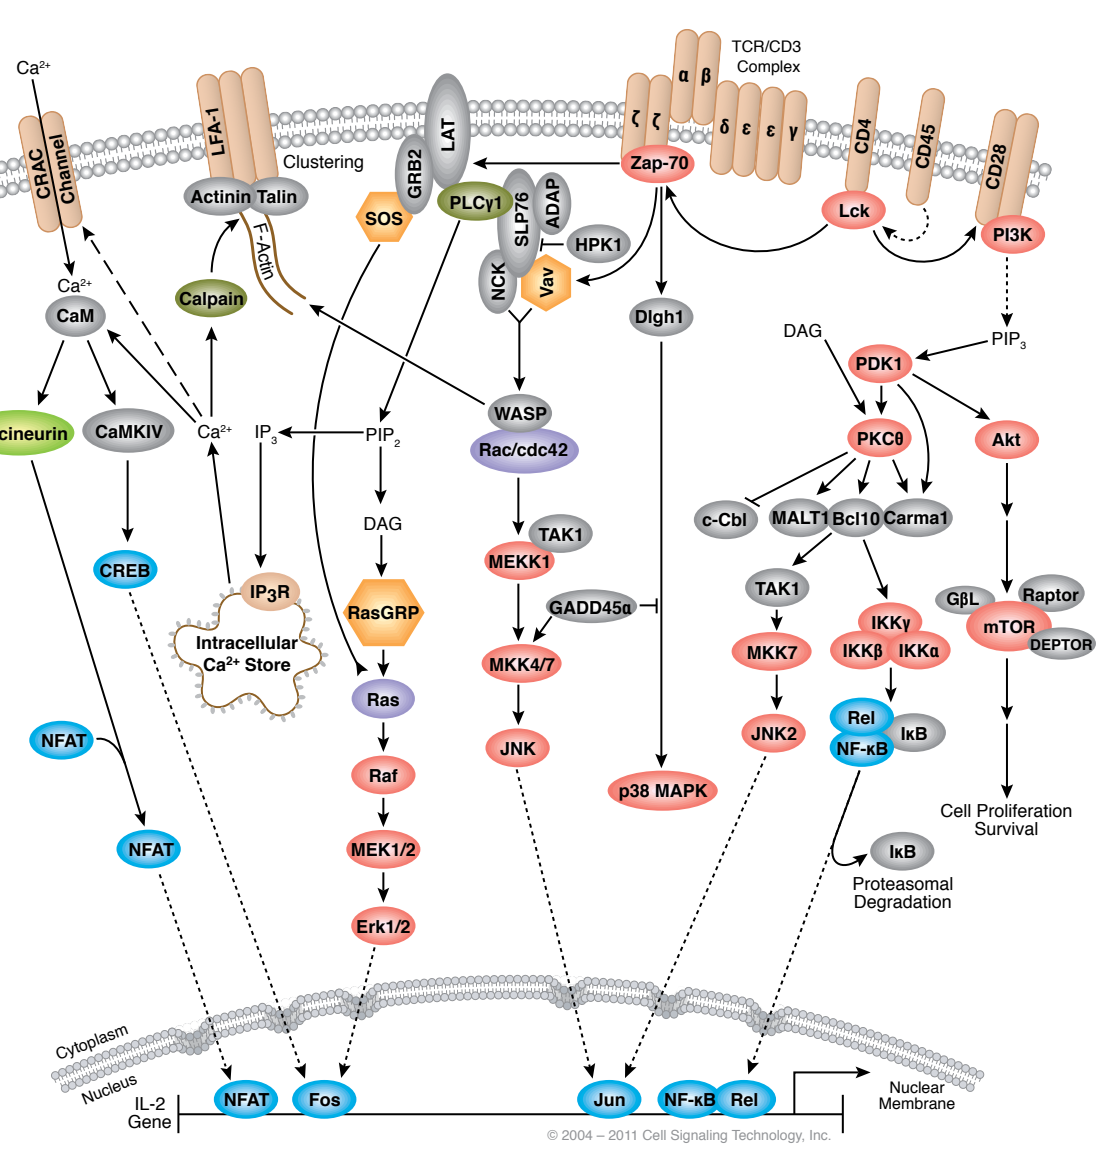 TCR/CD3
Complex
Ca²⁺
CRAC
Channel
LFA-1
Clustering
Actinin
Talin
F-Actin
LAT
GRB2
SOS
PLCγ1
SLP76
ADAP
HPK1
NCK
Vav
ζ
ζ
α
β
δ
ε
ε
γ
Zap-70
CD4
CD45
CD28
Lck
PI3K
Ca²⁺
CaM
Calpain
Dlgh1
DAG
PIP₃
PDK1
cineurin
CaMKIV
Ca²⁺
IP₃
PIP₂
WASP
Rac/cdc42
PKCθ
Akt
c-Cbl
MALT1
Bcl10
Carma1
DAG
TAK1
MEKK1
CREB
IP3R
Intracellular
Ca²⁺ Store
RasGRP
GADD45α
TAK1
GβL
Raptor
mTOR
DEPTOR
IKKγ
IKKβ
IKKα
MKK4/7
MKK7
Ras
NFAT
JNK
JNK2
Rel
NF-κB
IκB
Raf
p38 MAPK
Cell Proliferation
Survival
NFAT
MEK1/2
IκB
Proteasomal
Degradation
Erk1/2
Cytoplasm
Nucleus
IL-2
Gene
NFAT
Fos
Jun
NF-κB
Rel
Nuclear
Membrane
© 2004 – 2011 Cell Signaling Technology, Inc.